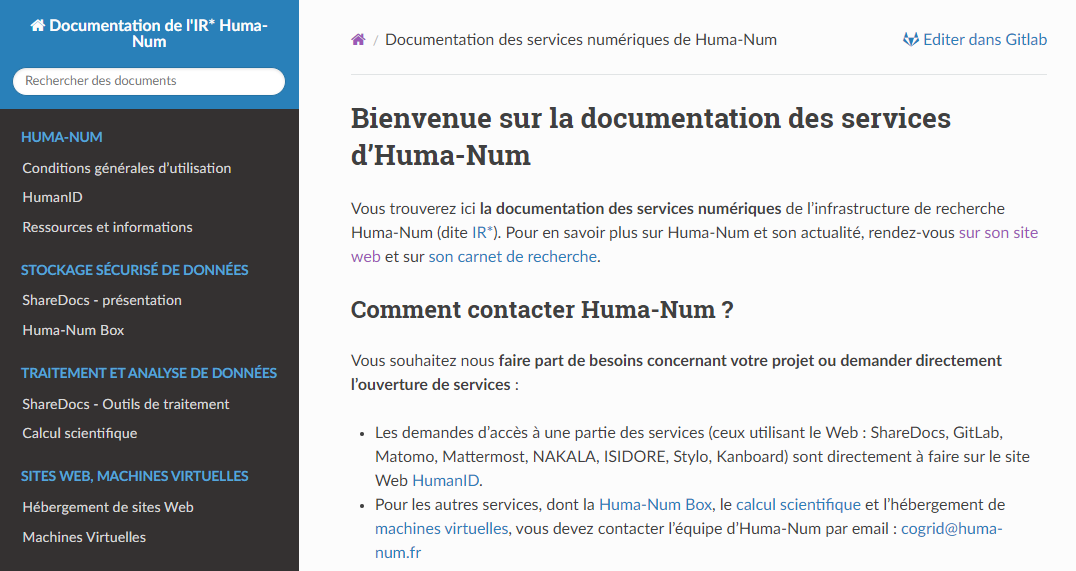 Documentation de l'IR* Huma-
Num
Rechercher des documents
HUMA-NUM
Conditions générales d’utilisation
HumanID
Ressources et informations
STOCKAGE SÉCURISÉ DE DONNÉES
ShareDocs - présentation
Huma-Num Box
TRAITEMENT ET ANALYSE DE DONNÉES
ShareDocs - Outils de traitement
Calcul scientifique
SITES WEB, MACHINES VIRTUELLES
Hébergement de sites Web
Machines Virtuelles
/ Documentation des services numériques de Huma-Num
Editer dans Gitlab
Bienvenue sur la documentation des services
d’Huma-Num
Vous trouverez ici la documentation des services numériques de l’infrastructure de recherche
Huma-Num (dite IR*). Pour en savoir plus sur Huma-Num et son actualité, rendez-vous sur son site
web et sur son carnet de recherche.
Comment contacter Huma-Num ?
Vous souhaitez nous faire part de besoins concernant votre projet ou demander directement
l’ouverture de services :
• Les demandes d’accès à une partie des services (ceux utilisant le Web : ShareDocs, GitLab,
Matomo, Mattermost, NAKALA, ISIDORE, Stylo, Kanboard) sont directement à faire sur le site
Web HumanID.
• Pour les autres services, dont la Huma-Num Box, le calcul scientifique et l’hébergement de
machines virtuelles, vous devez contacter l’équipe d’Huma-Num par email : cogrid@huma-
num.fr